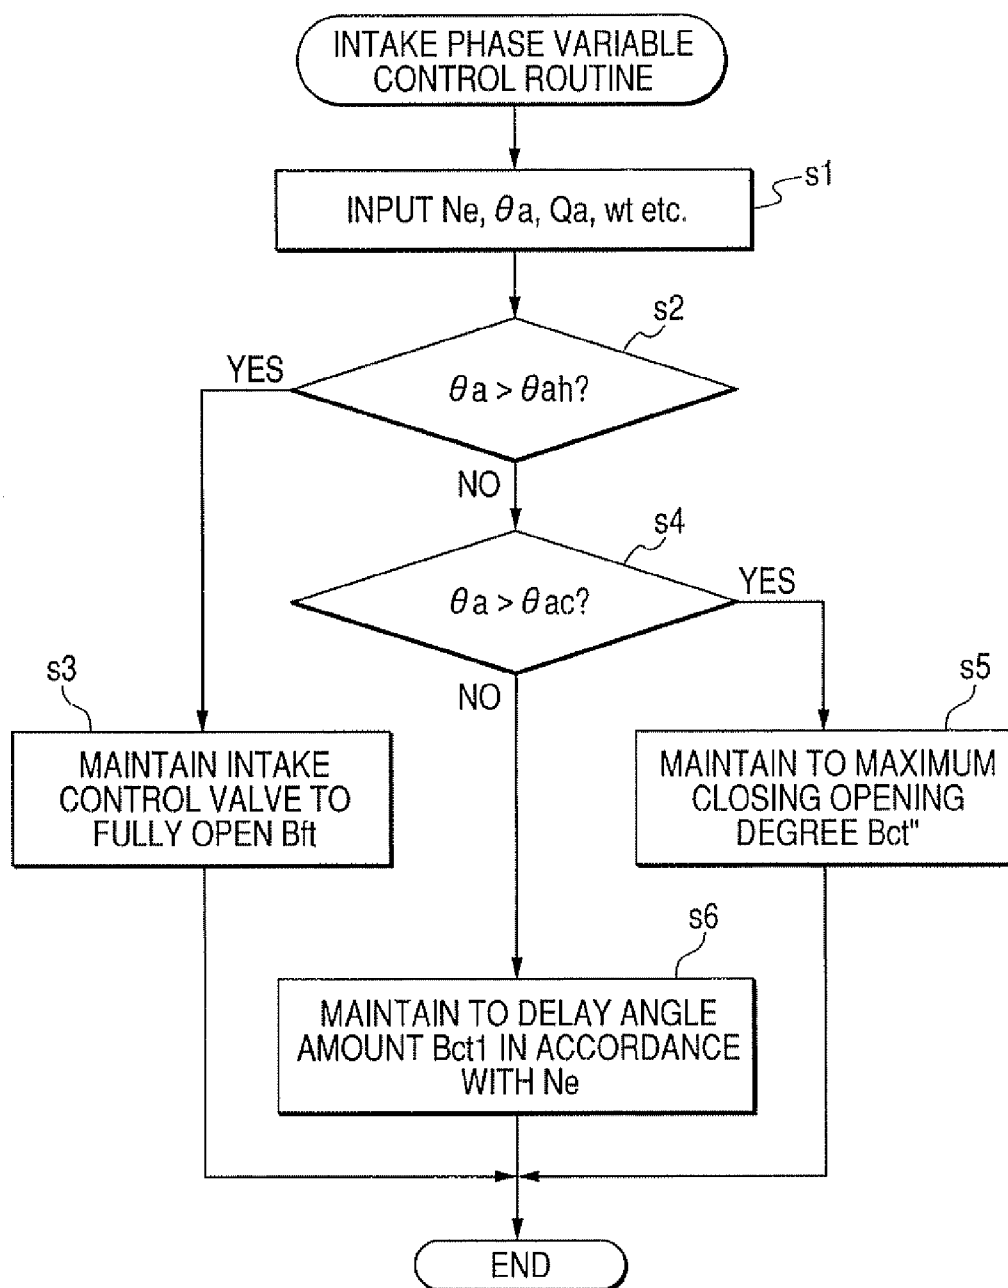 INTAKE PHASE VARIABLE
CONTROL ROUTINE
s1
INPUT Ne, θa, Qa, wt etc.
s2
YES
θa > θah?
NO
s4
θa > θac?
YES
NO
s3
MAINTAIN INTAKE
CONTROL VALVE TO
FULLY OPEN Bft
s5
MAINTAIN TO MAXIMUM
CLOSING OPENING
DEGREE Bct"
s6
MAINTAIN TO DELAY ANGLE
AMOUNT Bct1 IN ACCORDANCE
WITH Ne
END